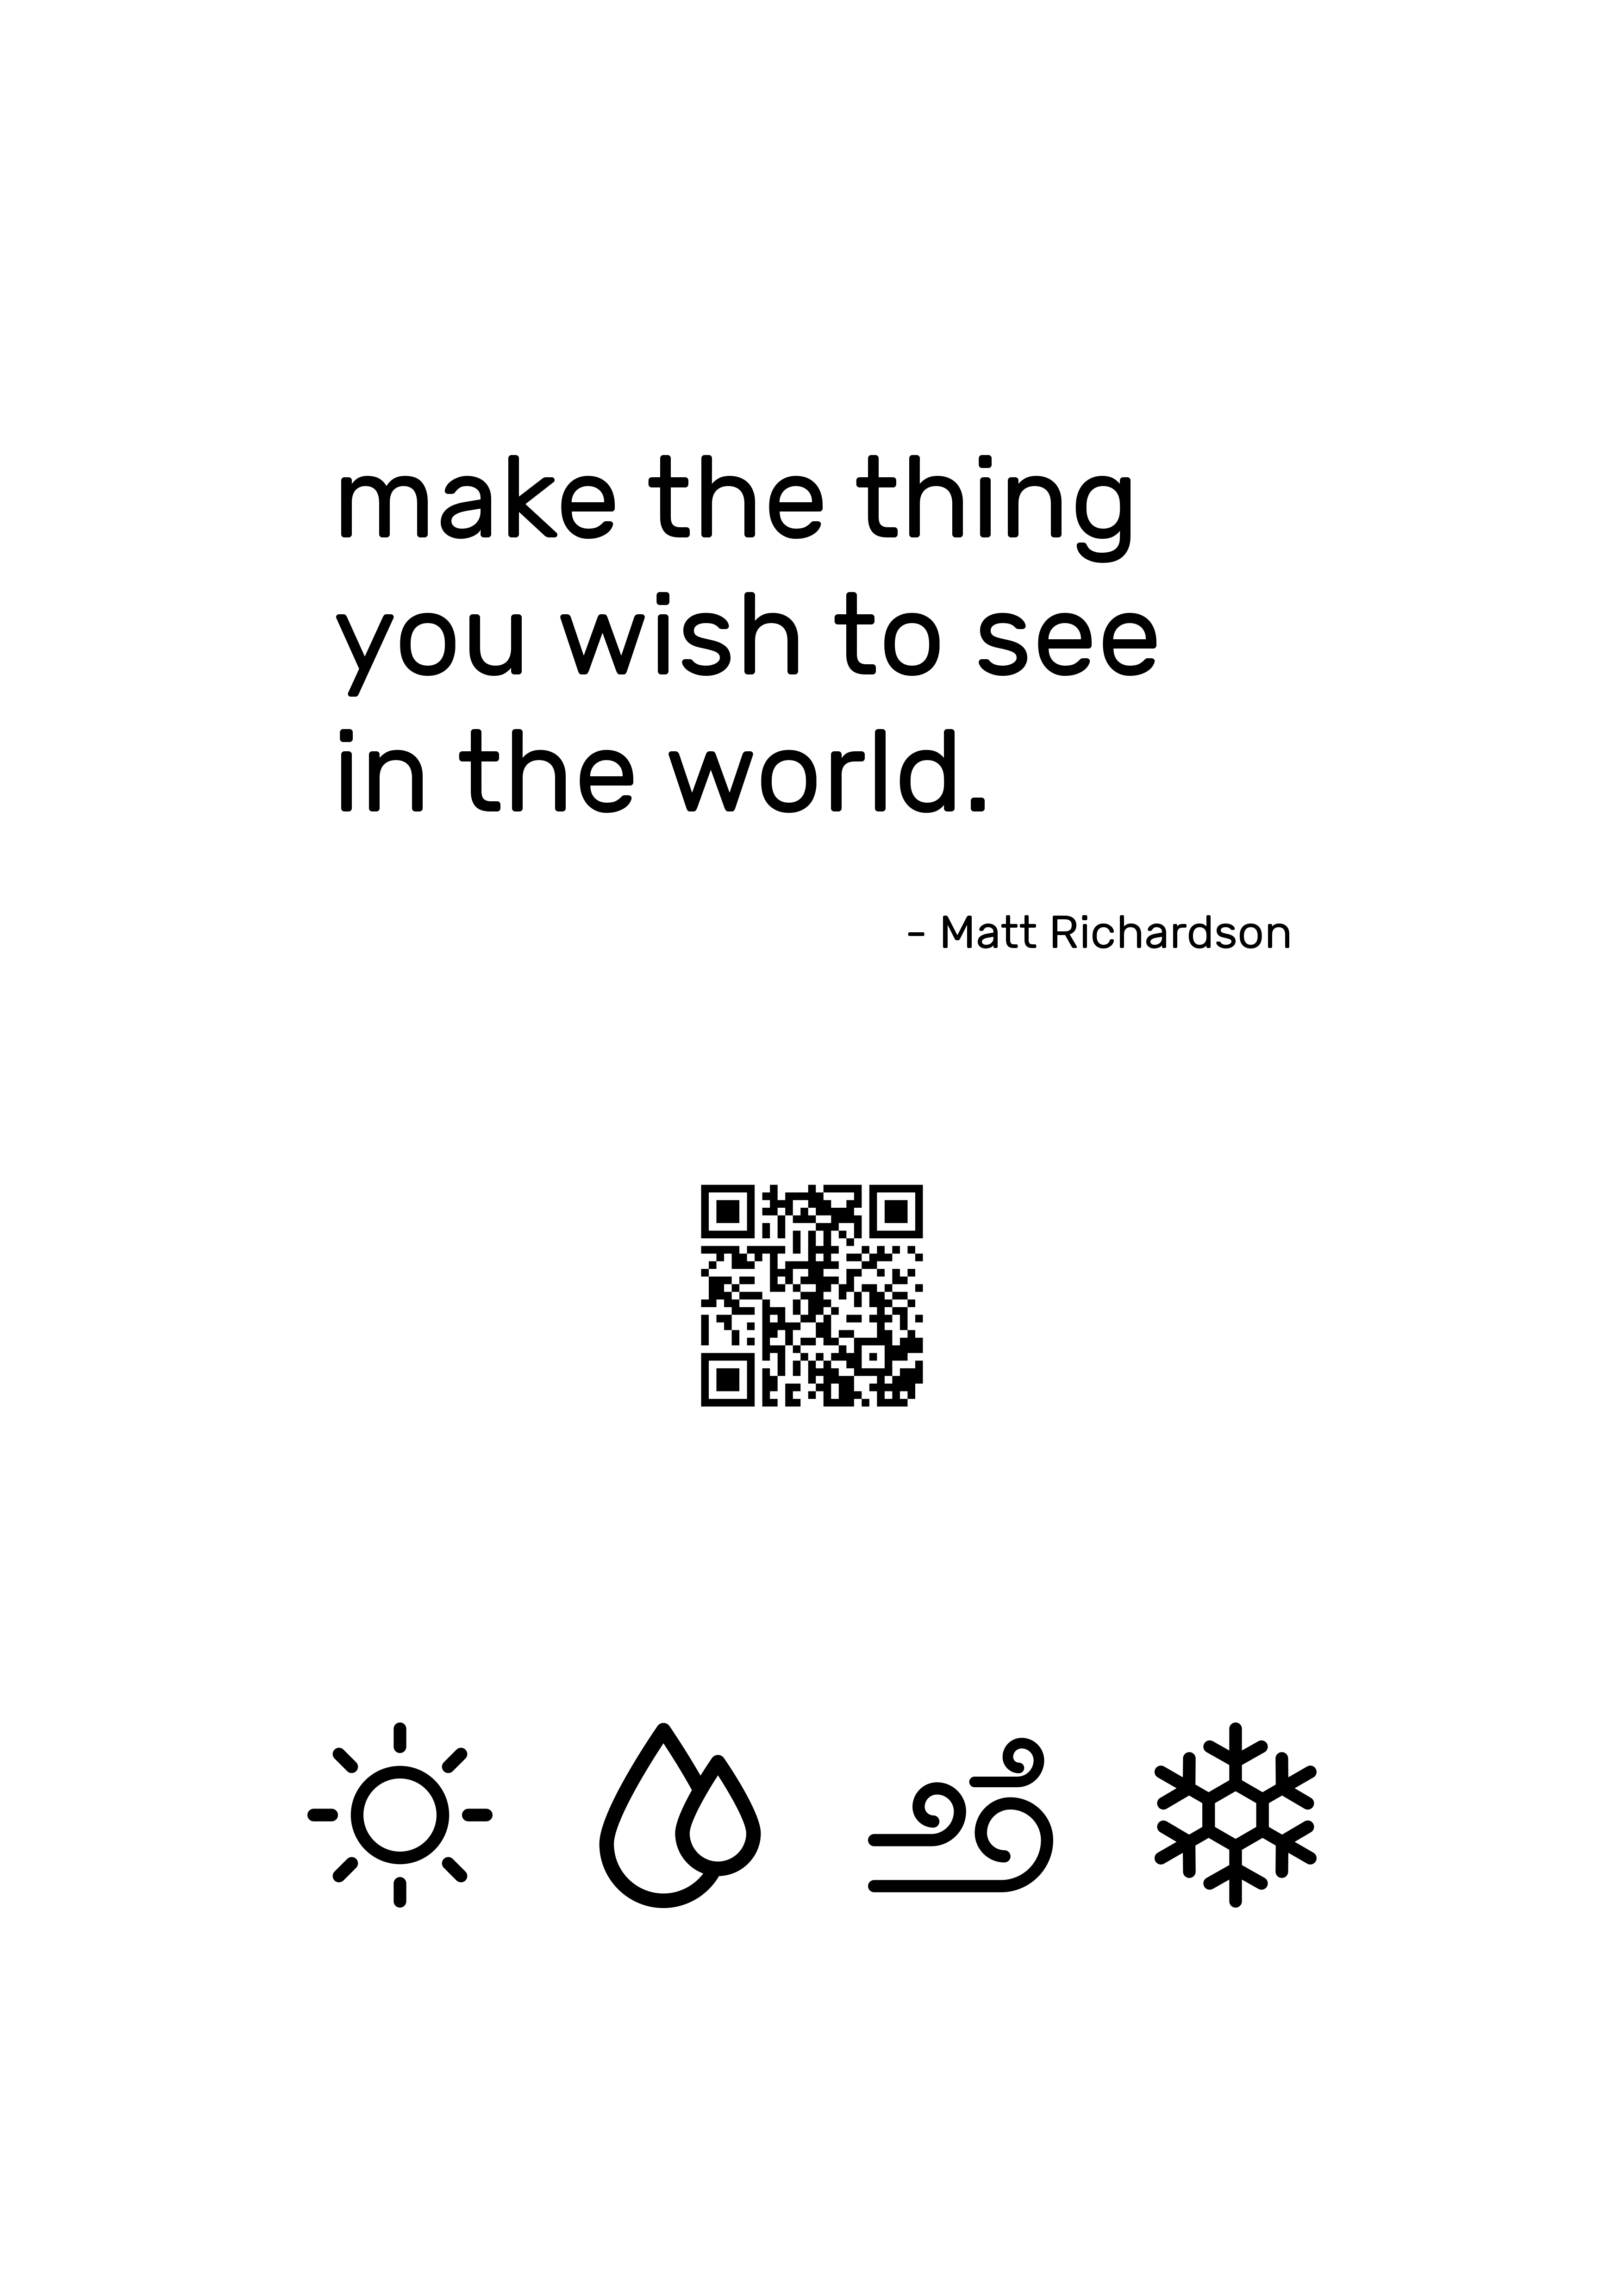 make the thing
you wish to see
in the world.
- Matt Richardson